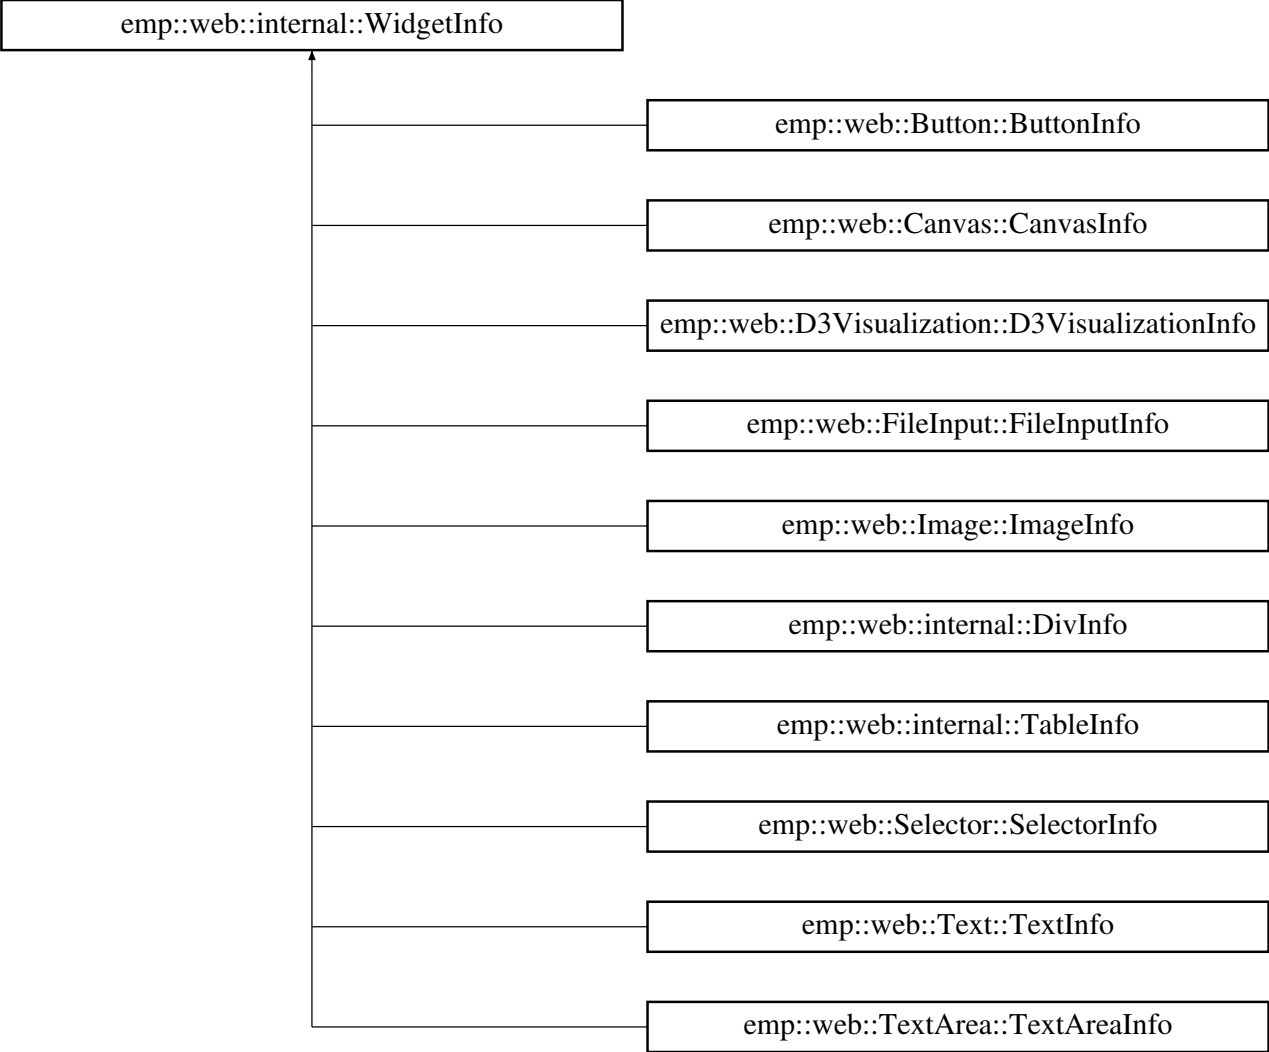 emp::web::internal::WidgetInfo
emp::web::Button::ButtonInfo
emp::web::Canvas::CanvasInfo
emp::web::D3Visualization::D3VisualizationInfo
emp::web::FileInput::FileInputInfo
emp::web::Image::ImageInfo
emp::web::internal::DivInfo
emp::web::internal::TableInfo
emp::web::Selector::SelectorInfo
emp::web::Text::TextInfo
emp::web::TextArea::TextAreaInfo